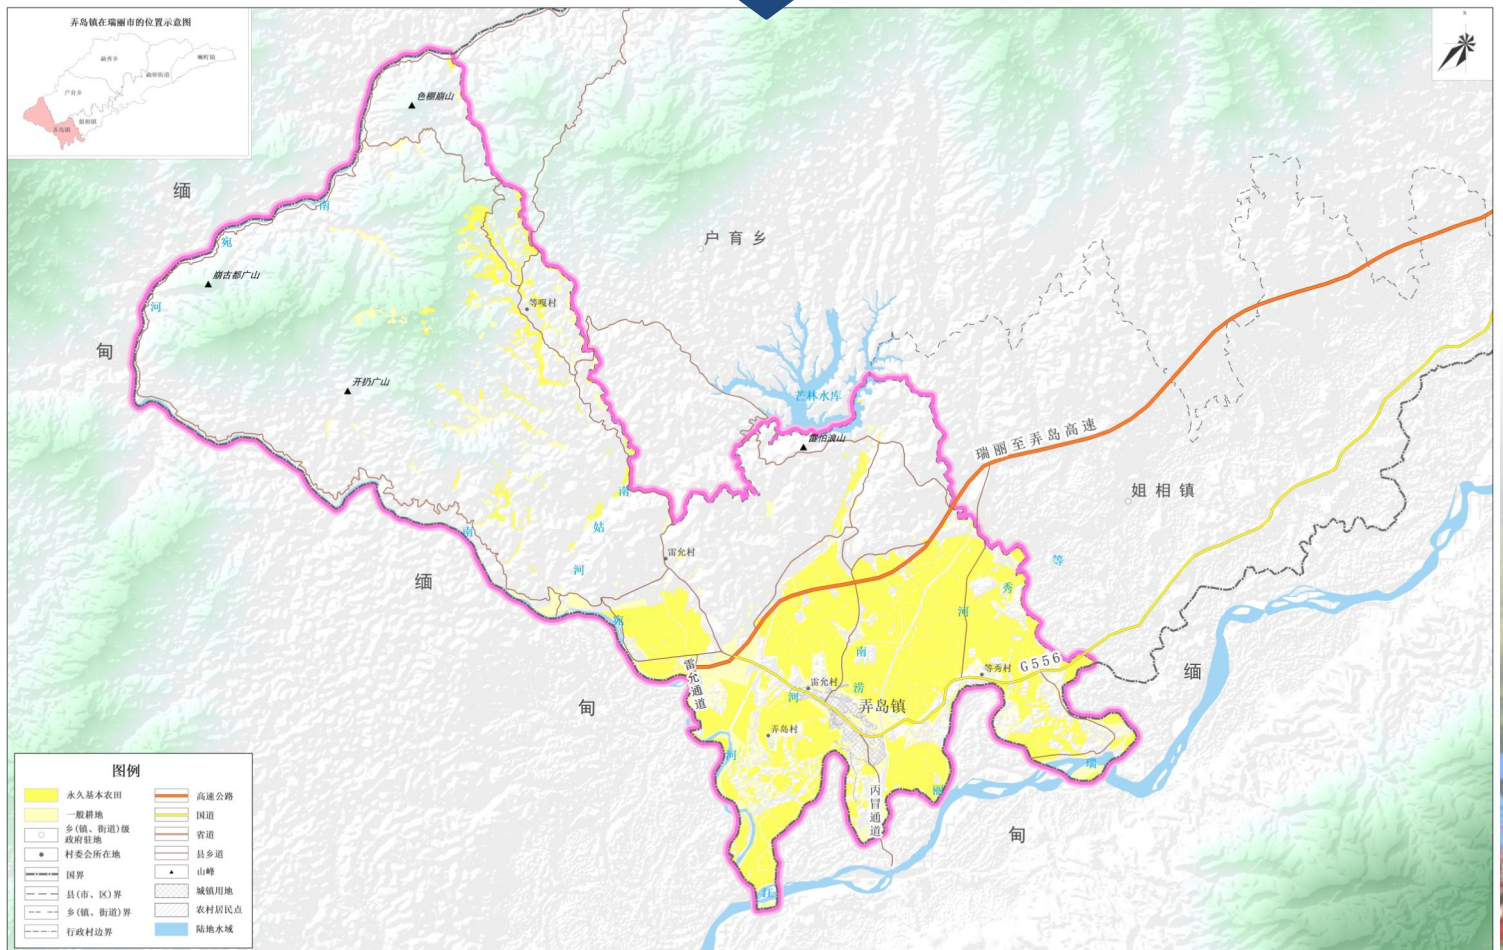 弄岛镇在瑞丽市的位置示意图
勐秀乡
畹町镇
勐卯街道
户育乡
姐相镇
弄岛镇
N
色棚崩山
缅
南
宛
户育乡
崩古都广山
河
等嘎村
甸
开扔广山
芒林水库
雷怕浪山
瑞丽至弄岛高速
姐相镇
南
姑
南
雷允村
等
河
缅
秀
河
宛
南
G556
雷允通道
等秀村
缅
雷允村
涝
河
弄岛镇
甸
弄岛村
河
瑞
丽
丙冒通道
甸
江
图例
永久基本农田
高速公路
一般耕地
国道
乡(镇、街道)级
政府驻地
省道
村委会所在地
县乡道
国界
山峰
县(市、区)界
城镇用地
乡(镇、街道)界
农村居民点
行政村边界
陆地水域